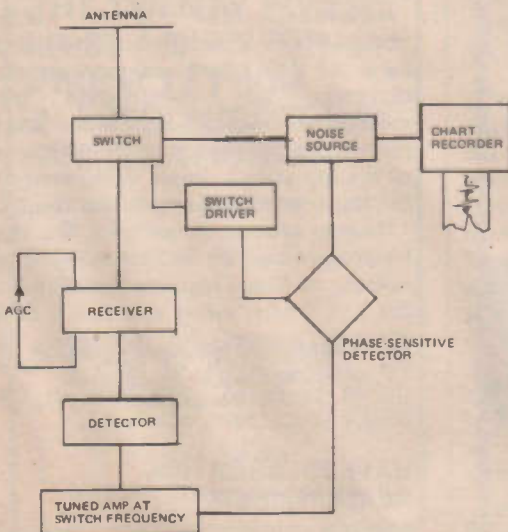 ANTENNA
SWITCH
NOISE
SOURCE
CHART
RECORDER
SWITCH
DRIVER
AGC
RECEIVER
PHASE-SENSITIVE
DETECTOR
DETECTOR
TUNED AMP AT
SWITCH FREQUENCY